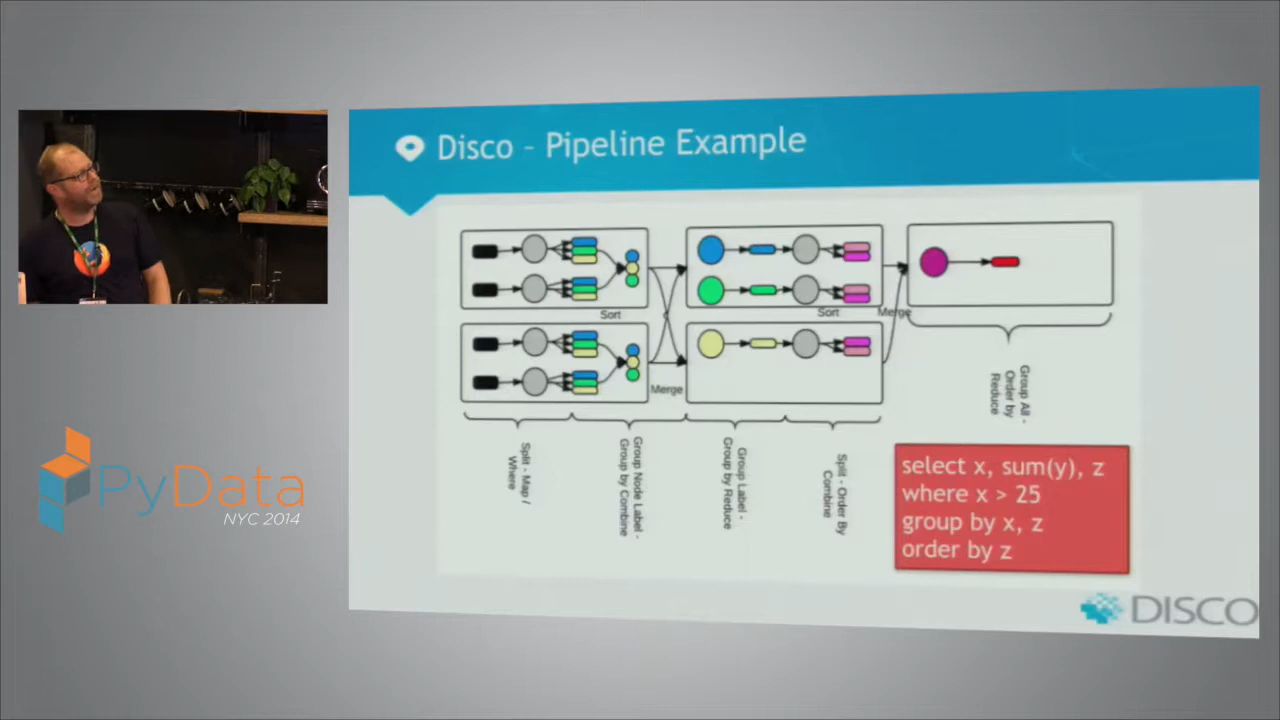 Disco - Pipeline Example
Sort
Merge
Sort
Merge
Split - Map /
Where
Group Node Label -
Group by Combine
Group Label -
Group by Reduce
Split - Order By
Combine
Group All -
Order by
Reduce
select x, sum(y), z
where x > 25
group by x, z
order by z
DISCO
PyData
NYC 2014